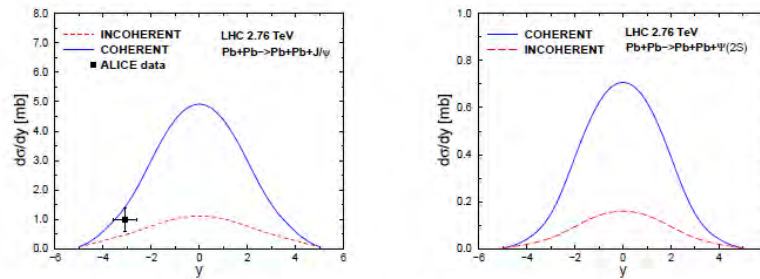 8.0
7.0
6.0
5.0
4.0
3.0
2.0
1.0
0.0
dσ/dy [mb]
INCOHERENT
COHERENT
ALICE data
LHC 2.76 TeV
Pb+Pb->Pb+Pb+J/ψ
−6 −4 −2 0 2 4 6
y
1.0
0.8
0.6
0.4
0.2
0.0
dσ/dy [mb]
COHERENT
INCOHERENT
LHC 2.76 TeV
Pb+Pb->Pb+Pb+Ψ(2S)
−6 −4 −2 0 2 4
y